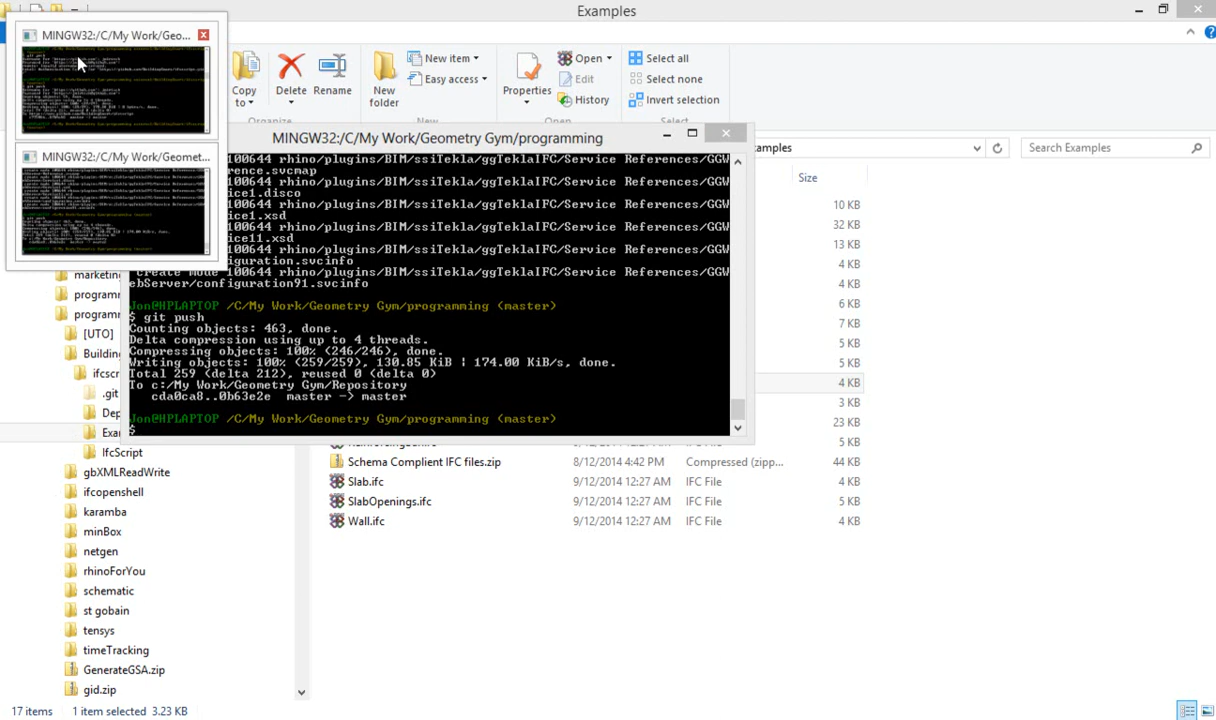 Examples
MINGW32:/C/My Work/Geo...
MINGW32:/C/My Work/Geomet...
Copy
to
Delete
Rename
New
folder
New item
Easy access
Properties
Open
Edit
History
Select all
Select none
Invert selection
Organize
New
Open
MINGW32:/C/My Work/Geometry Gym/programming
amples
Search Examples
Size
100644 rhino/plugins/BIM/ssiTekla/ggTeklaIFC/Service References/GGW
rence.svcmap
100644 rhino/plugins/BIM/ssiTekla/ggTeklaIFC/Service References/GGW
ice1.disco
100644 rhino/plugins/BIM/ssiTekla/ggTeklaIFC/Service References/GGW
ice1.xsd
100644 rhino/plugins/BIM/ssiTekla/ggTeklaIFC/Service References/GGW
ice11.xsd
100644 rhino/plugins/BIM/ssiTekla/ggTeklaIFC/Service References/GGW
iguration.svcinfo
create mode 100644 rhino/plugins/BIM/ssiTekla/ggTeklaIFC/Service References/GGW
ebServer/configuration91.svcinfo
Jon@HPLAPTOP /C/My Work/Geometry Gym/programming (master)
$ git push
Counting objects: 463, done.
Delta compression using up to 4 threads.
Compressing objects: 100% (246/246), done.
Writing objects: 100% (259/259), 130.85 KiB | 174.00 KiB/s, done.
Total 259 (delta 212), reused 0 (delta 0)
To c:/My Work/Geometry Gym/Repository
cda0ca8..0b63e2e master -> master
Jon@HPLAPTOP /C/My Work/Geometry Gym/programming (master)
$
10 KB
32 KB
13 KB
4 KB
4 KB
6 KB
7 KB
5 KB
5 KB
4 KB
3 KB
23 KB
5 KB
marketing
programm
programm
[UTO]
Building
ifcscr
.git
Dep
Exa
IfcScript
gbXMLReadWrite
ifcopenshell
karamba
minBox
netgen
rhinoForYou
schematic
st gobain
tensys
timeTracking
GenerateGSA.zip
gid.zip
Schema Complient IFC files.zip 8/12/2014 4:42 PM Compressed (zipp... 44 KB
Slab.ifc 9/12/2014 12:27 AM IFC File 4 KB
SlabOpenings.ifc 9/12/2014 12:27 AM IFC File 5 KB
Wall.ifc 9/12/2014 12:27 AM IFC File 4 KB
17 items 1 item selected 3.23 KB